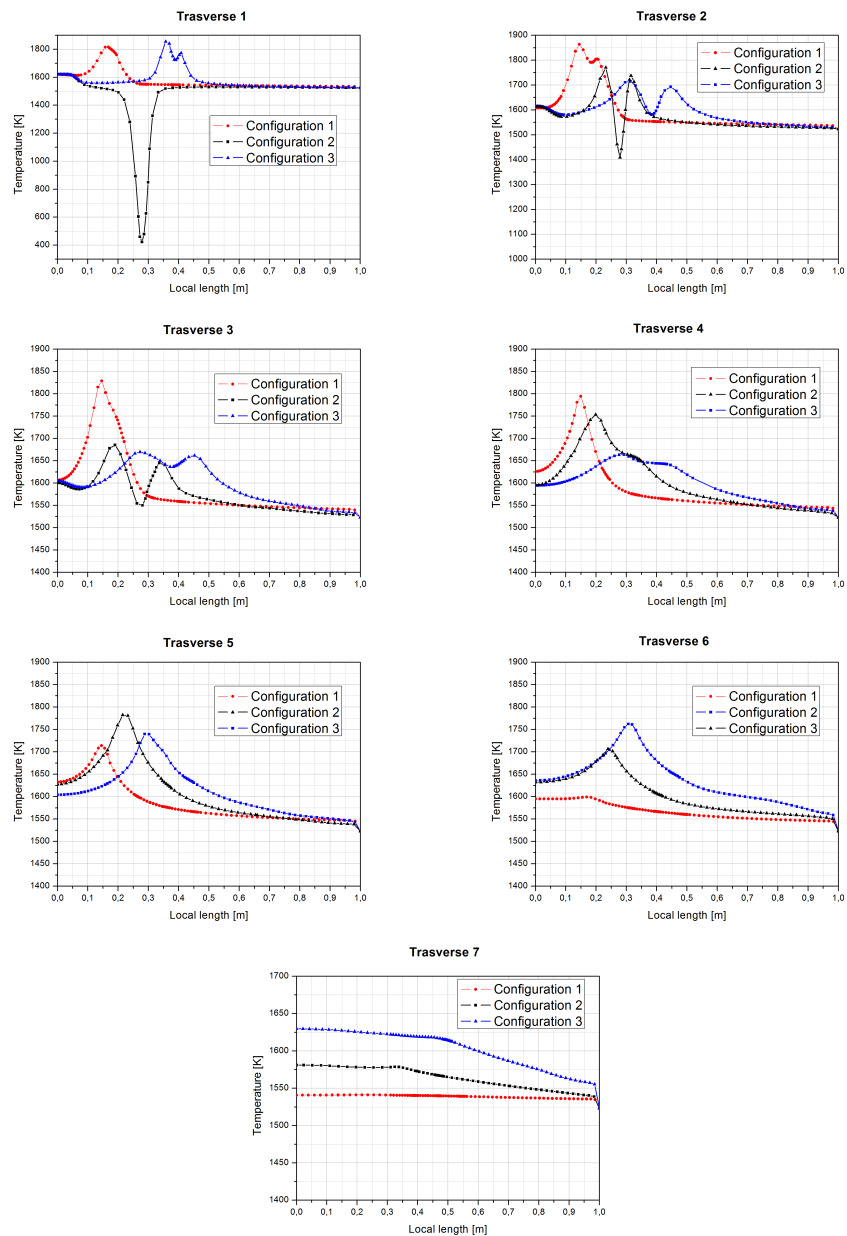 Trasverse 1
1800
1600
1400
1200
1000
800
600
400
Temperature [K]
Configuration 1
Configuration 2
Configuration 3
0,0 0,1 0,2 0,3 0,4 0,5 0,6 0,7 0,8 0,9 1,0
Local length [m]
Trasverse 2
1900
1800
1700
1600
1500
1400
1300
1200
1100
1000
Temperature [K]
Configuration 1
Configuration 2
Configuration 3
0,0 0,1 0,2 0,3 0,4 0,5 0,6 0,7 0,8 0,9 1,0
Local length [m]
Trasverse 3
1900
1850
1800
1750
1700
1650
1600
1550
1500
1450
1400
Temperature [K]
Configuration 1
Configuration 2
Configuration 3
0,0 0,1 0,2 0,3 0,4 0,5 0,6 0,7 0,8 0,9 1,0
Local length [m]
Trasverse 4
1900
1850
1800
1750
1700
1650
1600
1550
1500
1450
1400
Temperature [K]
Configuration 1
Configuration 2
Configuration 3
0,0 0,1 0,2 0,3 0,4 0,5 0,6 0,7 0,8 0,9 1,0
Local length [m]
Trasverse 5
1900
1850
1800
1750
1700
1650
1600
1550
1500
1450
1400
Temperature [K]
Configuration 1
Configuration 2
Configuration 3
0,0 0,1 0,2 0,3 0,4 0,5 0,6 0,7 0,8 0,9 1,0
Local length [m]
Trasverse 6
1900
1850
1800
1750
1700
1650
1600
1550
1500
1450
1400
Temperature [K]
Configuration 1
Configuration 2
Configuration 3
0,0 0,1 0,2 0,3 0,4 0,5 0,6 0,7 0,8 0,9 1,0
Local length [m]
Trasverse 7
1700
1650
1600
1550
1500
1450
1400
Temperature [K]
Configuration 1
Configuration 2
Configuration 3
0,0 0,1 0,2 0,3 0,4 0,5 0,6 0,7 0,8 0,9 1,0
Local length [m]